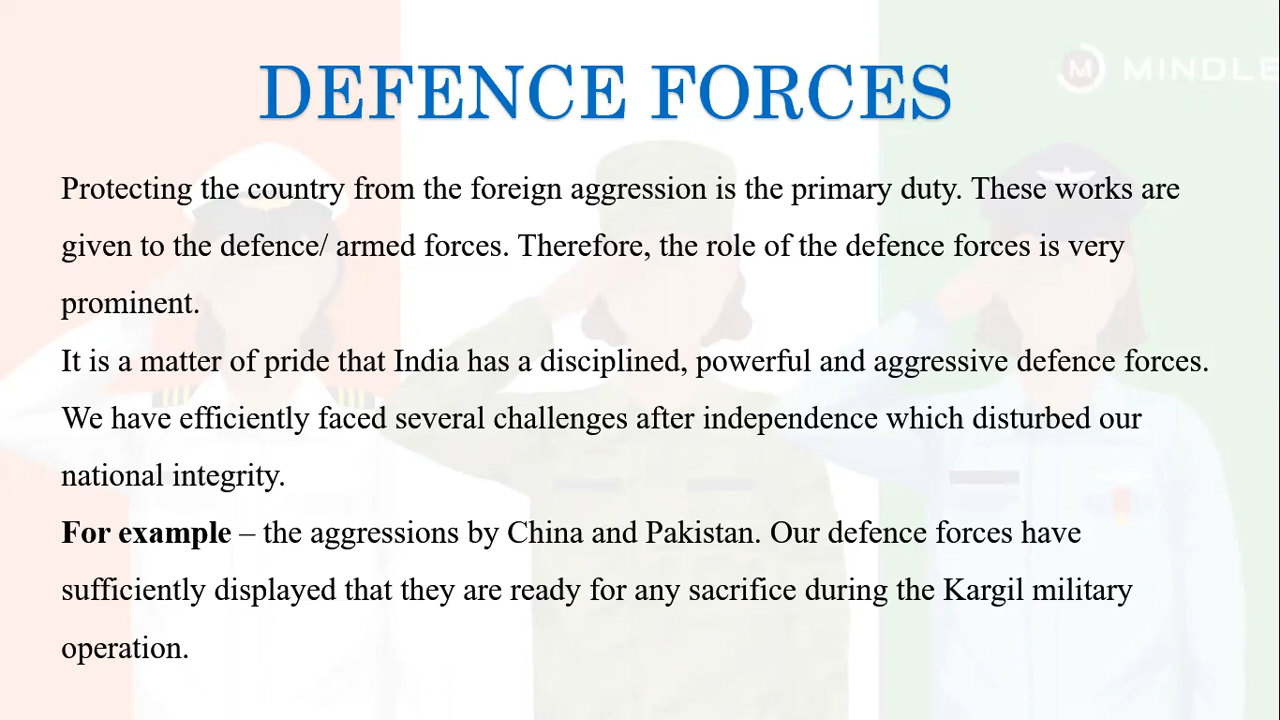 MINDLE
DEFENCE FORCES
Protecting the country from the foreign aggression is the primary duty. These works are
given to the defence/ armed forces. Therefore, the role of the defence forces is very
prominent.
It is a matter of pride that India has a disciplined, powerful and aggressive defence forces.
We have efficiently faced several challenges after independence which disturbed our
national integrity.
For example – the aggressions by China and Pakistan. Our defence forces have
sufficiently displayed that they are ready for any sacrifice during the Kargil military
operation.